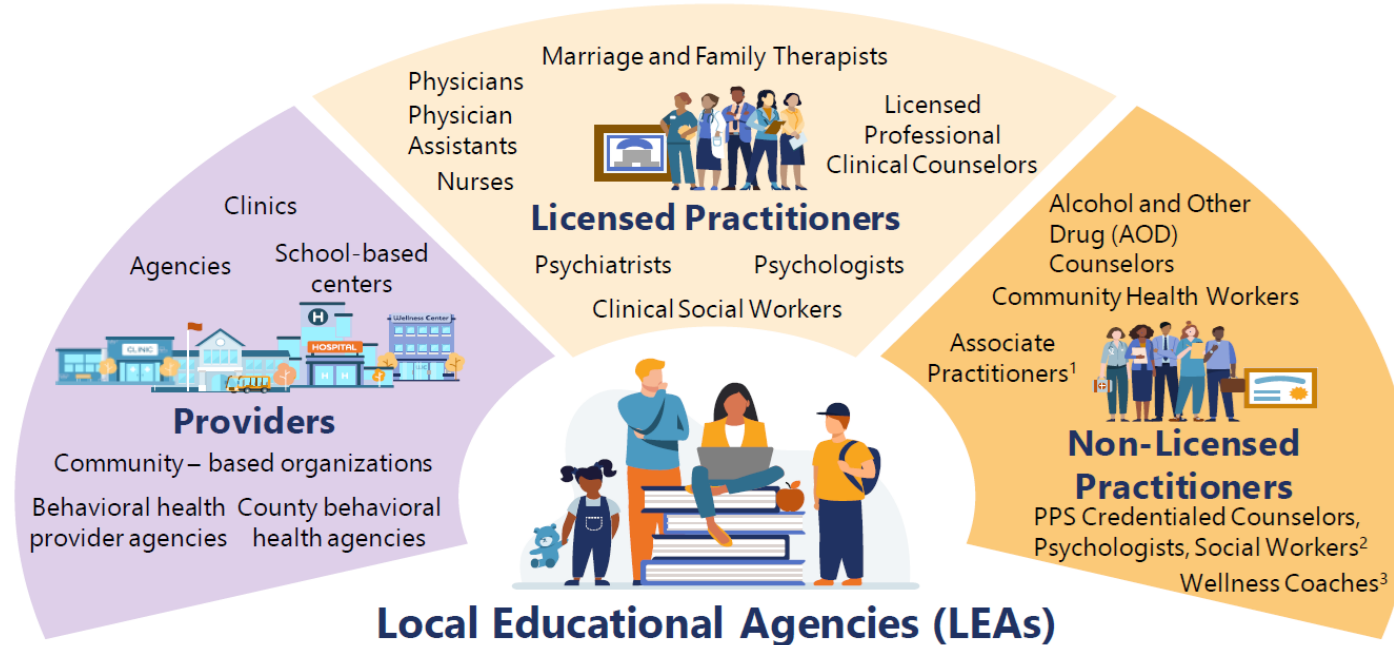 Clinics
Agencies
School-based
centers
CLINIC
H
HOSPITAL
H H
Wellness Center
Providers
Community – based organizations
Behavioral health
provider agencies
County behavioral
health agencies
Marriage and Family Therapists
Physicians
Physician
Assistants
Nurses
Licensed
Professional
Clinical Counselors
Licensed Practitioners
Psychiatrists
Psychologists
Clinical Social Workers
Alcohol and Other
Drug (AOD)
Counselors
Community Health Workers
Associate
Practitioners¹
Non-Licensed
Practitioners
PPS Credentialed Counselors,
Psychologists, Social Workers²
Wellness Coaches³
Local Educational Agencies (LEAs)